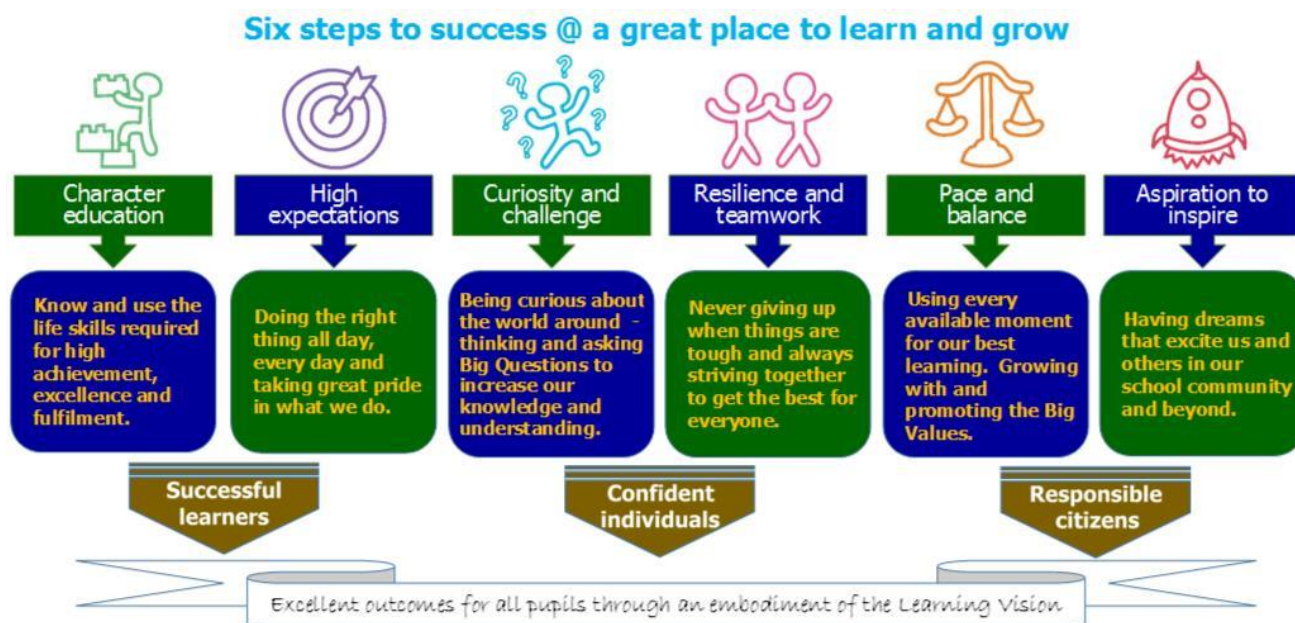 Six steps to success @ a great place to learn and grow
Character
education
High
expectations
Curiosity and
challenge
Resilience and
teamwork
Pace and
balance
Aspiration to
inspire
Know and use the
life skills required
for high
achievement,
excellence and
fulfilment.
Doing the right
thing all day,
every day and
taking great pride
in what we do.
Being curious about
the world around -
thinking and asking
Big Questions to
increase our
knowledge and
understanding.
Never giving up
when things are
tough and always
striving together
to get the best for
everyone.
Using every
available moment
for our best
learning. Growing
with and
promoting the Big
Values.
Having dreams
that excite us and
others in our
school community
and beyond.
Successful
learners
Confident
individuals
Responsible
citizens
Excellent outcomes for all pupils through an embodiment of the Learning Vision